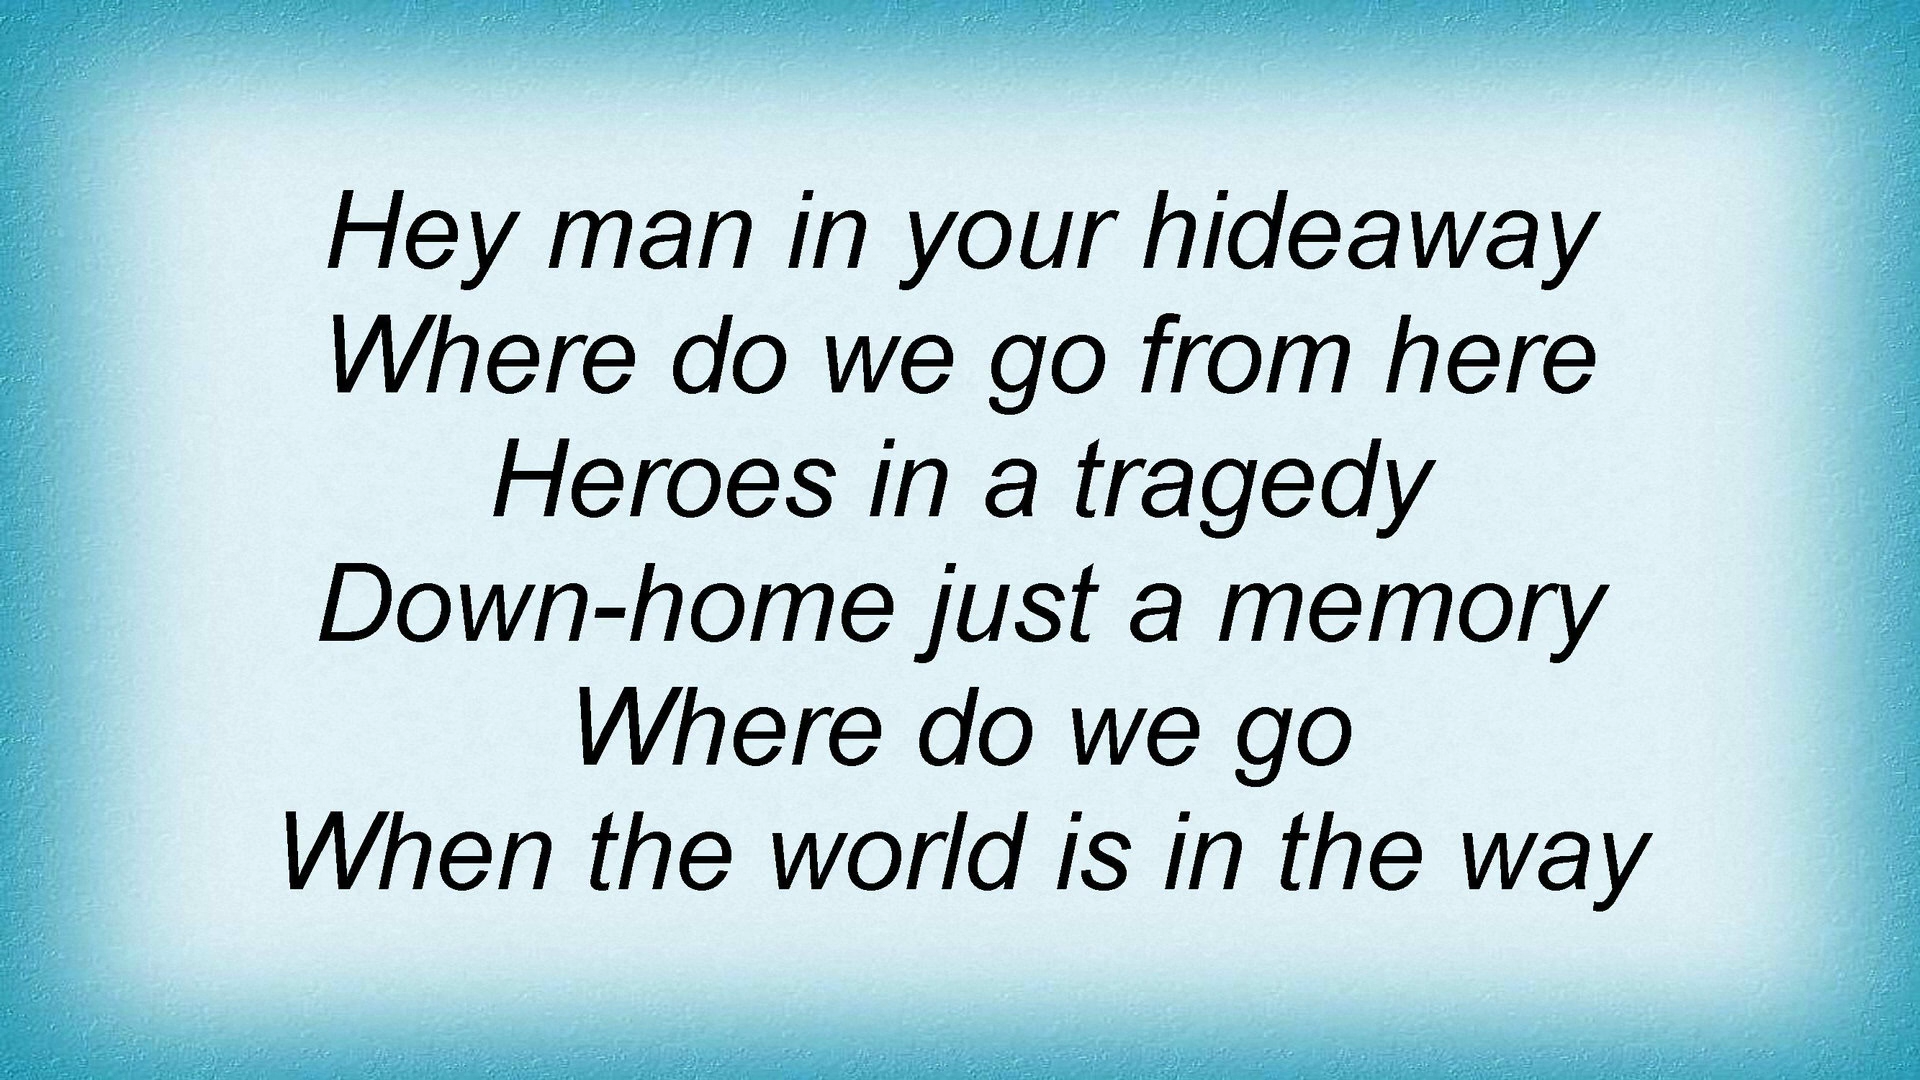 Hey man in your hideaway
Where do we go from here
Heroes in a tragedy
Down-home just a memory
Where do we go
When the world is in the way